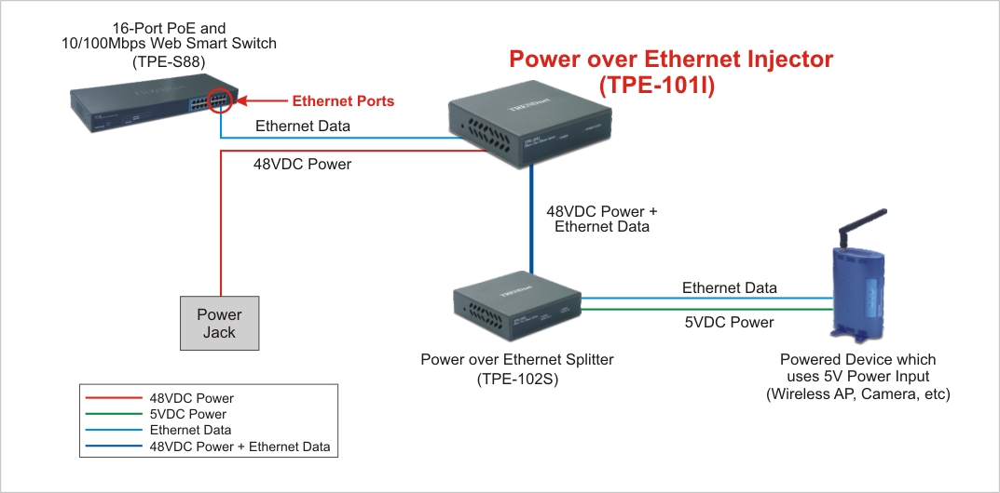 16-Port PoE and
10/100Mbps Web Smart Switch
(TPE-S88)
Power over Ethernet Injector
(TPE-101I)
Ethernet Ports
TRENDnet
Ethernet Data
48VDC Power
48VDC Power +
Ethernet Data
TRENDnet
Ethernet Data
5VDC Power
Power
Jack
Power over Ethernet Splitter
(TPE-102S)
Powered Device which
uses 5V Power Input
(Wireless AP, Camera, etc)
48VDC Power
5VDC Power
Ethernet Data
48VDC Power + Ethernet Data